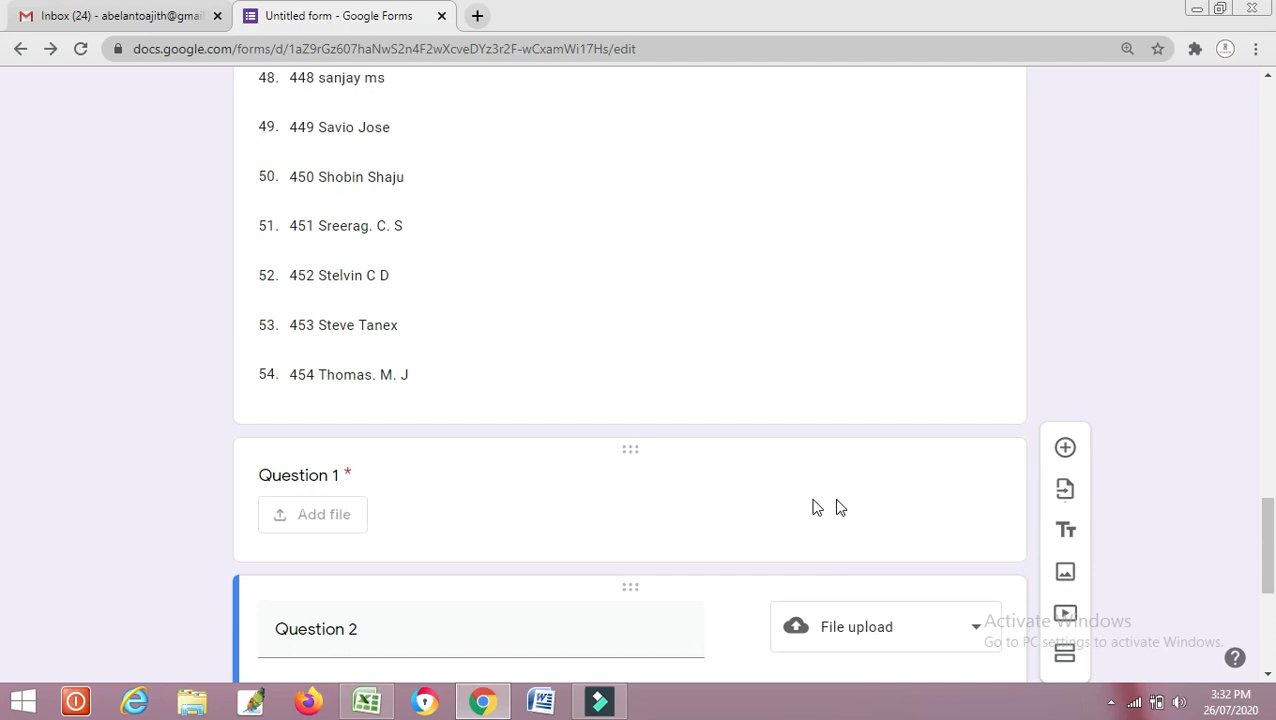 Inbox (24) - abelantoajith@gmai
Untitled form - Google Forms
docs.google.com/forms/d/1aZ9rGz607haNwS2n4F2wXcveDYz3r2F-wCxamWi17Hs/edit
48. 448 sanjay ms
49. 449 Savio Jose
50. 450 Shobin Shaju
51. 451 Sreerag. C. S
52. 452 Stelvin C D
53. 453 Steve Tanex
54. 454 Thomas. M. J
Question 1 *
Add file
Question 2
File upload
Activate Windows
Go to PC settings to activate Windows.
3:32 PM
26/07/2020